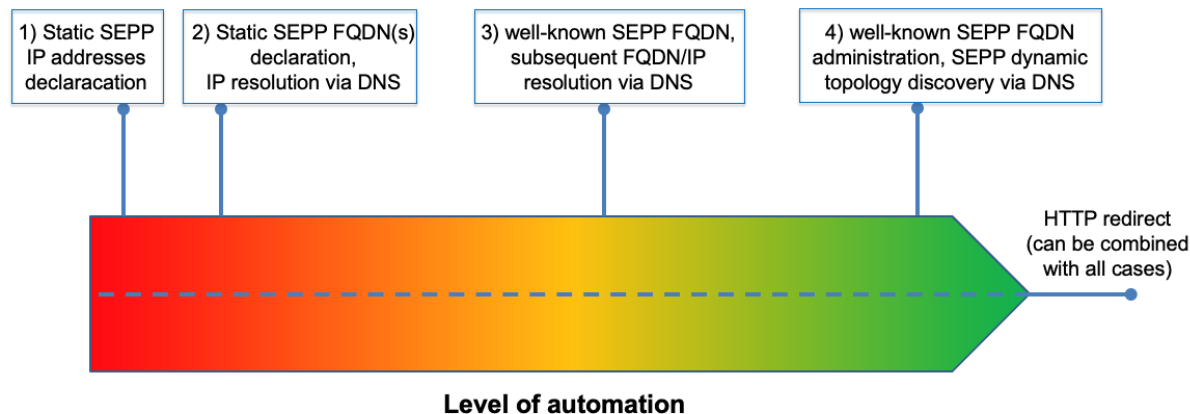 1) Static SEPP
IP addresses
declaracation
2) Static SEPP FQDN(s)
declaration,
IP resolution via DNS
3) well-known SEPP FQDN,
subsequent FQDN/IP
resolution via DNS
4) well-known SEPP FQDN
administration, SEPP dynamic
topology discovery via DNS
HTTP redirect
(can be combined
with all cases)
Level of automation